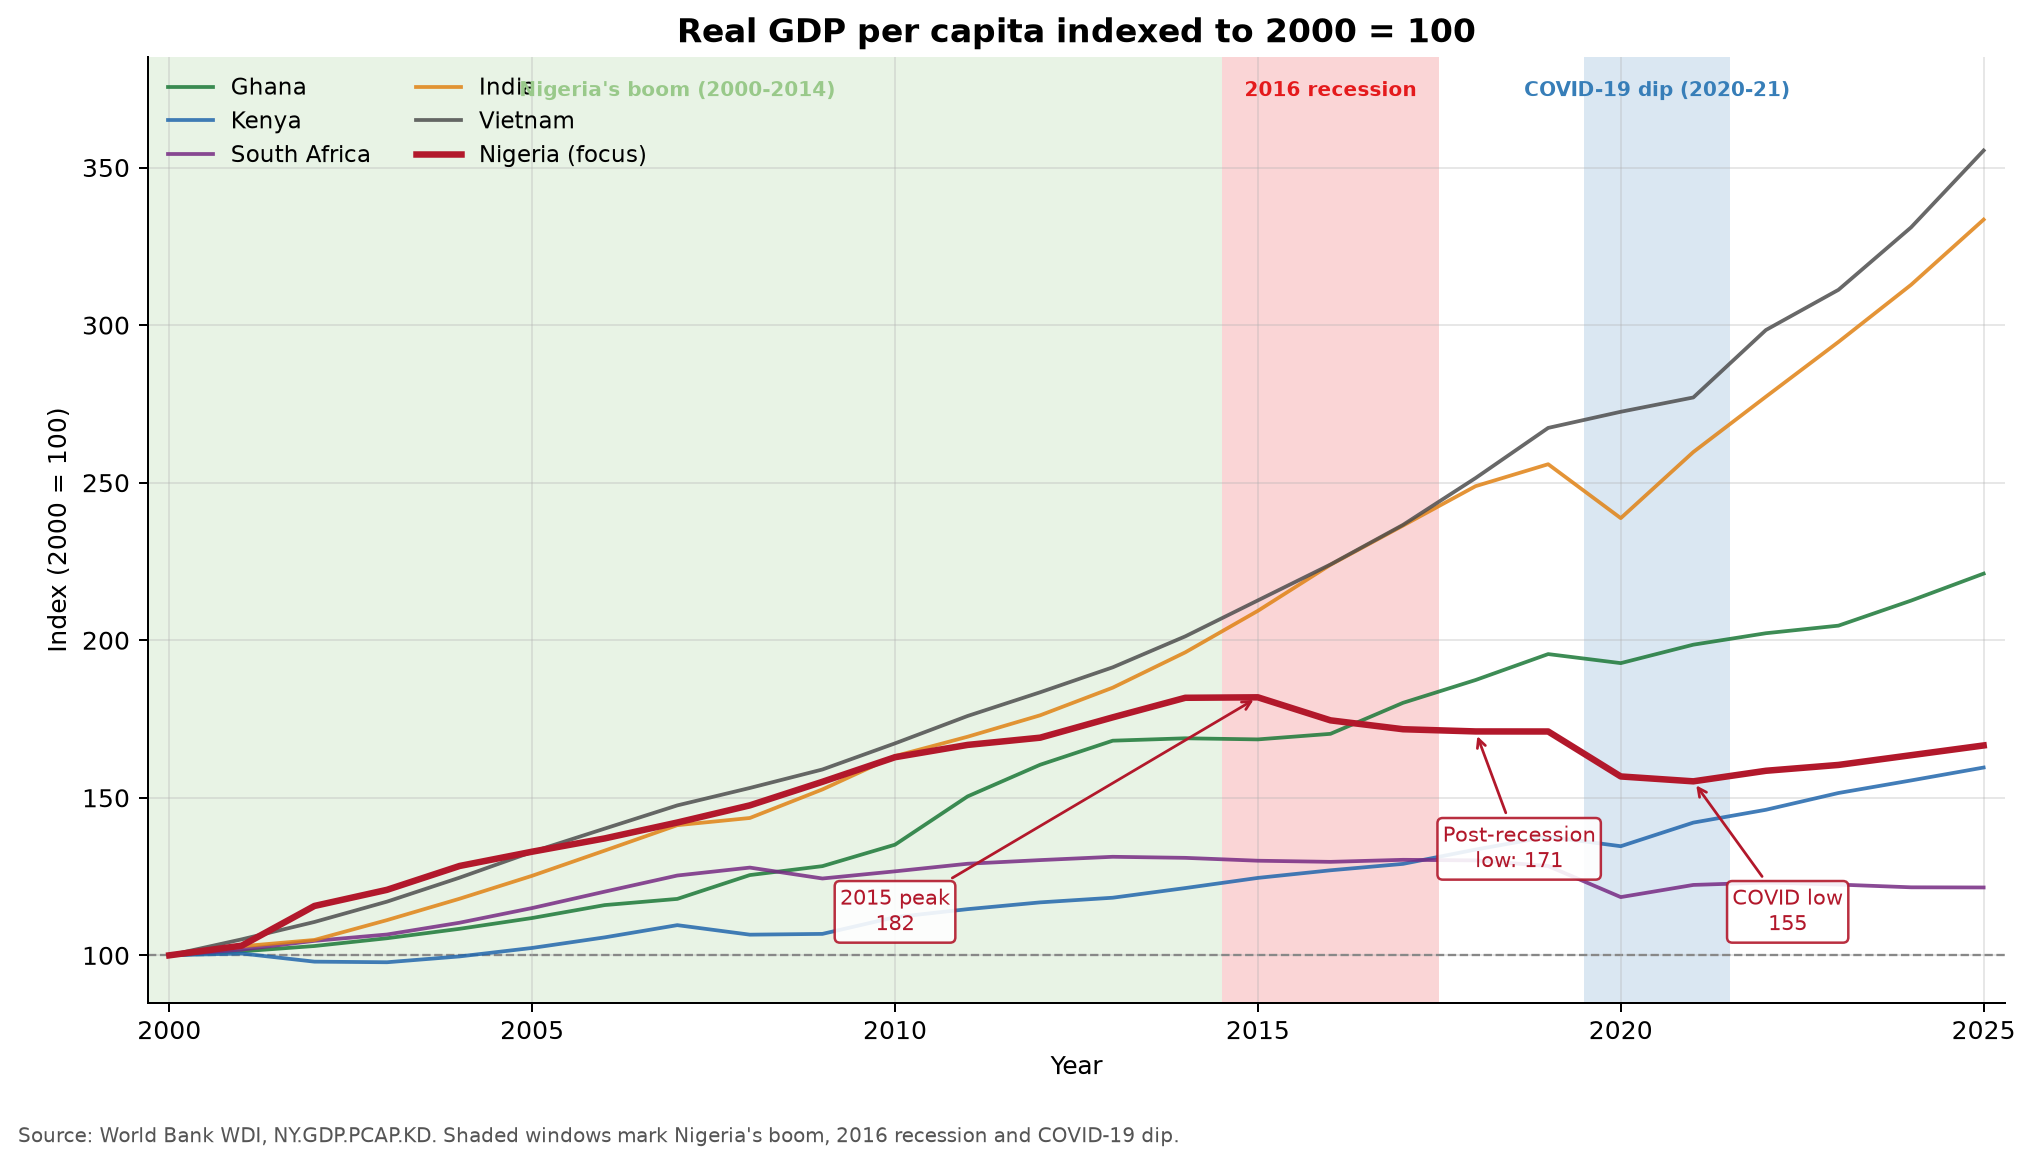 Real GDP per capita indexed to 2000 = 100
Ghana
Kenya
South Africa
India
Vietnam
Nigeria (focus)
Nigeria's boom (2000-2014)
2016 recession
COVID-19 dip (2020-21)
350
300
250
200
150
100
Index (2000 = 100)
2015 peak
182
Post-recession
low: 171
COVID low
155
2000
2005
2010
2015
2020
2025
Year
Source: World Bank WDI, NY.GDP.PCAP.KD. Shaded windows mark Nigeria's boom, 2016 recession and COVID-19 dip.